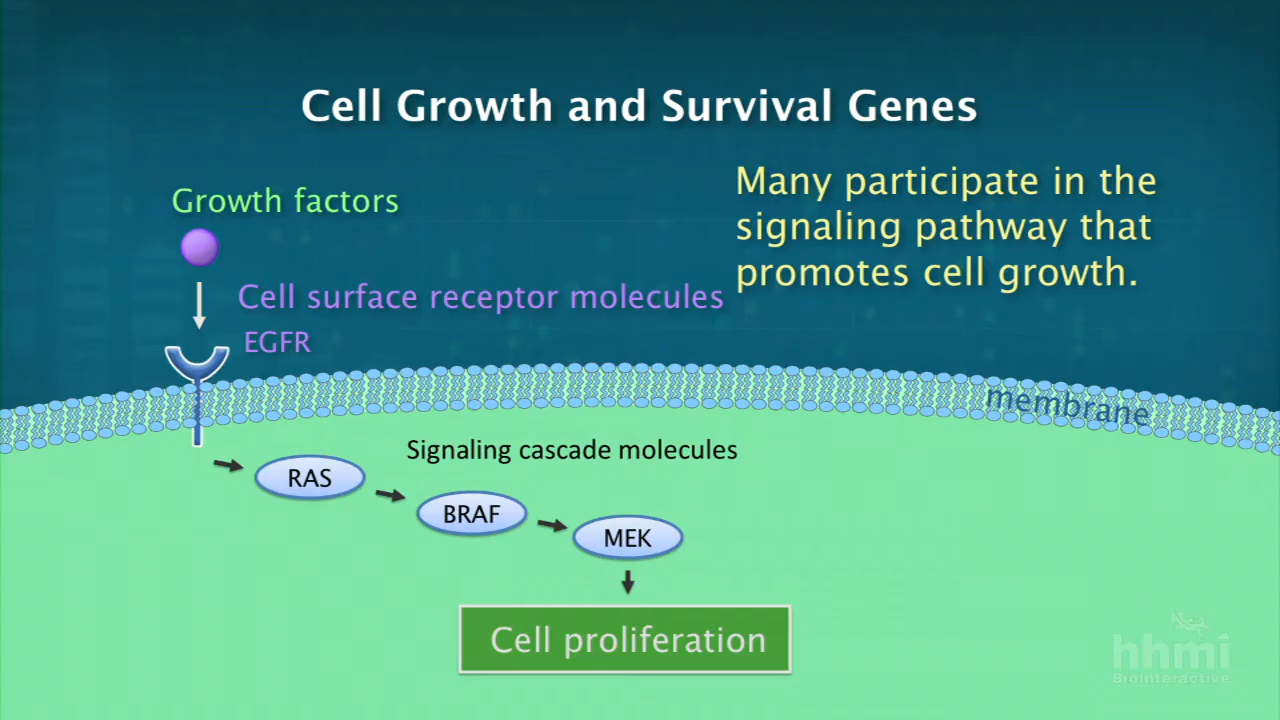 Cell Growth and Survival Genes
Many participate in the
signaling pathway that
promotes cell growth.
Growth factors
Cell surface receptor molecules
EGFR
membrane
Signaling cascade molecules
RAS
BRAF
MEK
Cell proliferation
hhmi
BioInteractive